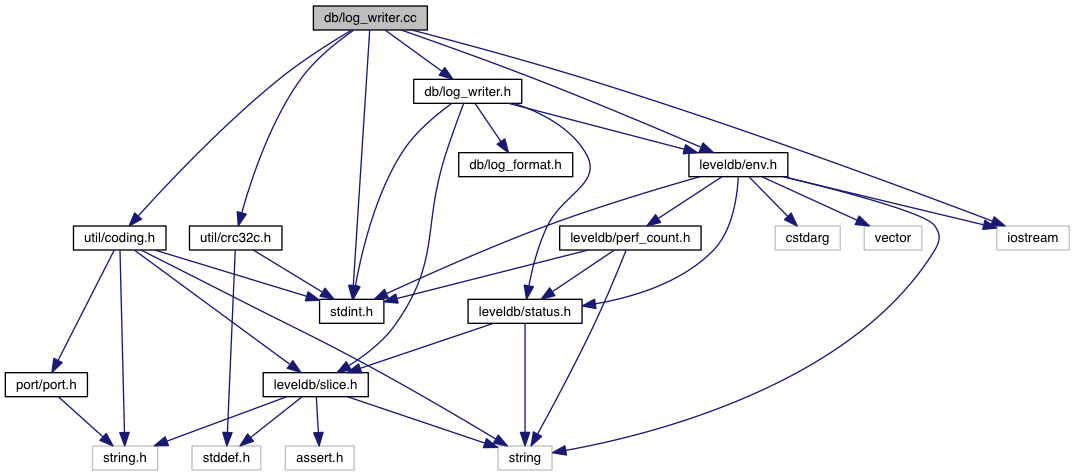 db/log_writer.cc
db/log_writer.h
db/log_format.h
leveldb/env.h
util/coding.h
util/crc32c.h
leveldb/perf_count.h
cstdarg
vector
iostream
stdint.h
leveldb/status.h
port/port.h
leveldb/slice.h
string.h
stddef.h
assert.h
string